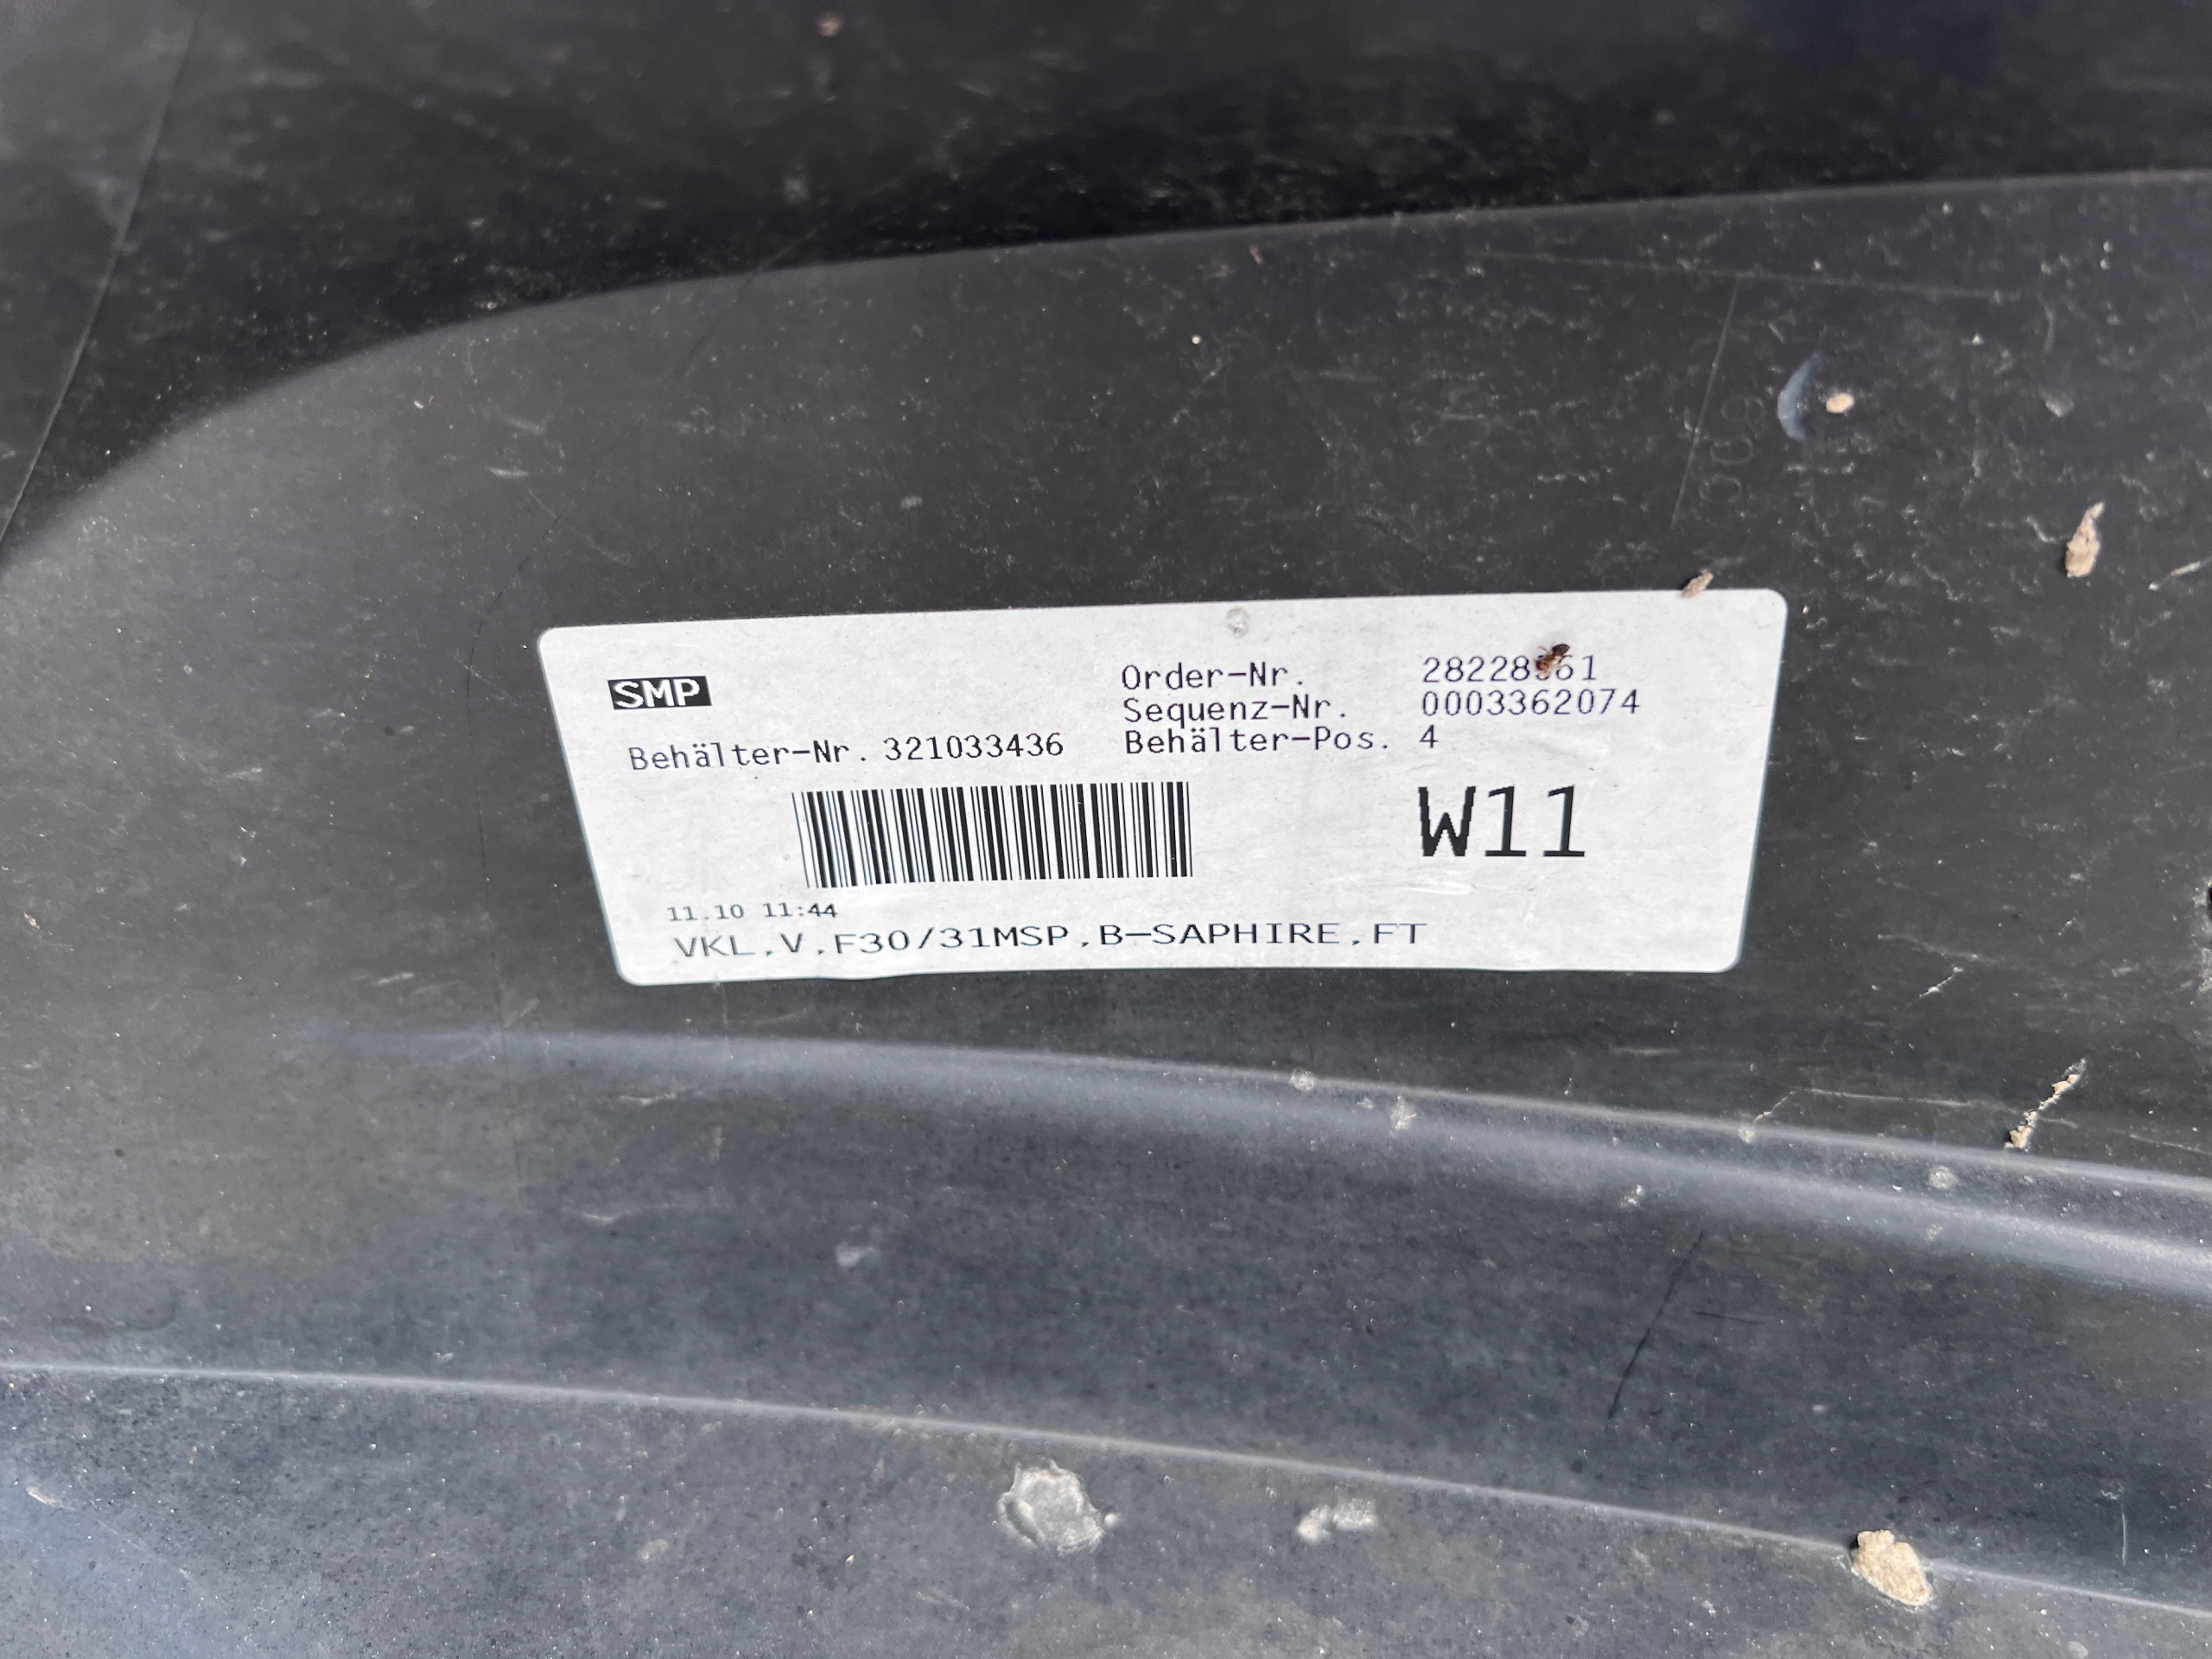 SMP
Order-Nr.
Sequenz-Nr. 0003362074
Behälter-Nr. 321033436 Behälter-Pos. 4
W11
11.10 11:44
VKL,V,F30/31MSP,B-SAPHIRE,FT